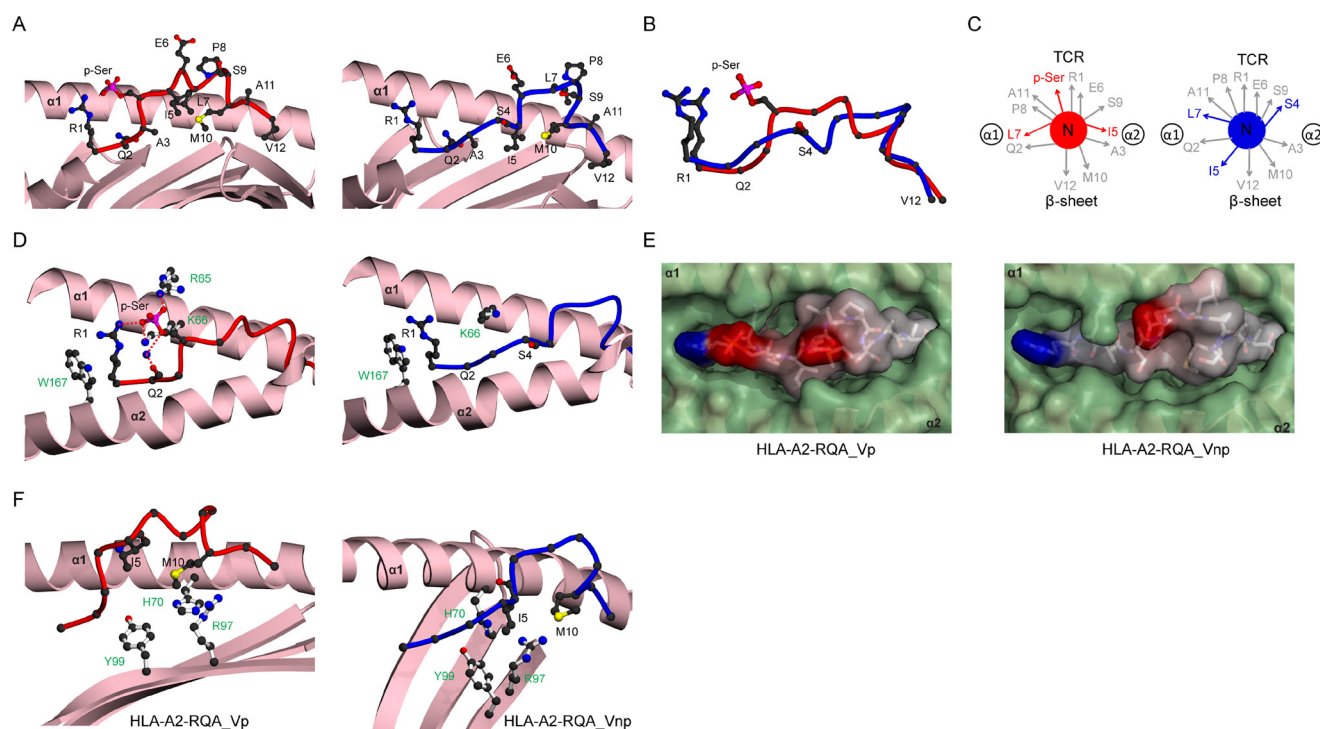 A
E6
P8
p-Ser
S9
A11
α1
L7
I5
R1
M10
Q2
A3
V12
E6
L7
P8
α1
S4
S9
A11
R1
Q2
A3
I5
M10
V12
B
p-Ser
S4
R1
Q2
V12
C
TCR
p-Ser
R1
E6
A11
P8
S9
α1
L7
N
I5
α2
Q2
A3
M10
V12
β-sheet
TCR
R1
P8
E6
A11
S9
S4
L7
α1
N
α2
Q2
A3
I5
M10
V12
β-sheet
D
R65
α1
p-Ser
R1
K66
W167
Q2
α2
α1
R1
K66
S4
W167
Q2
α2
E
α1
α2
HLA-A2-RQA_Vp
α1
α2
HLA-A2-RQA_Vnp
F
α1
I5
M10
H70
R97
Y99
HLA-A2-RQA_Vp
α1
H70
I5
M10
Y99
R97
HLA-A2-RQA_Vnp